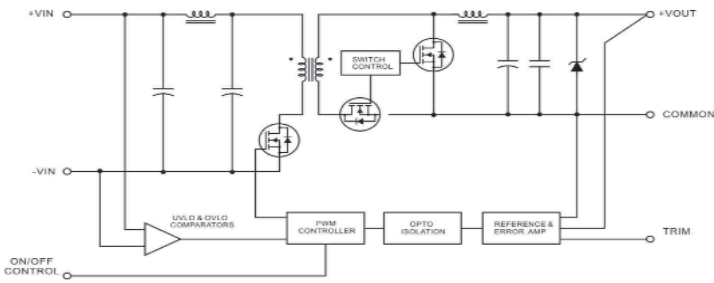 +VIN
+VOUT
SWITCH
CONTROL
COMMON
-VIN
UVLO & OVLO
COMPARATORS
PWM
CONTROLLER
OPTO
ISOLATION
REFERENCE &
ERROR AMP
TRIM
ON/OFF
CONTROL